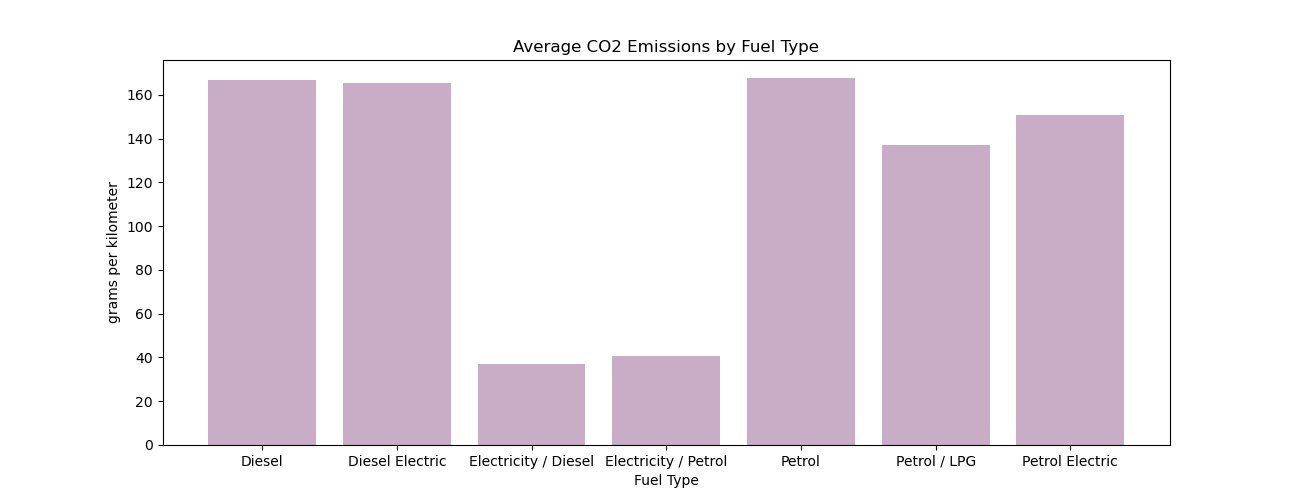 Average CO2 Emissions by Fuel Type
grams per kilometer
160
140
120
100
80
60
40
20
0
Diesel
Diesel Electric
Electricity / Diesel
Electricity / Petrol
Petrol
Petrol / LPG
Petrol Electric
Fuel Type